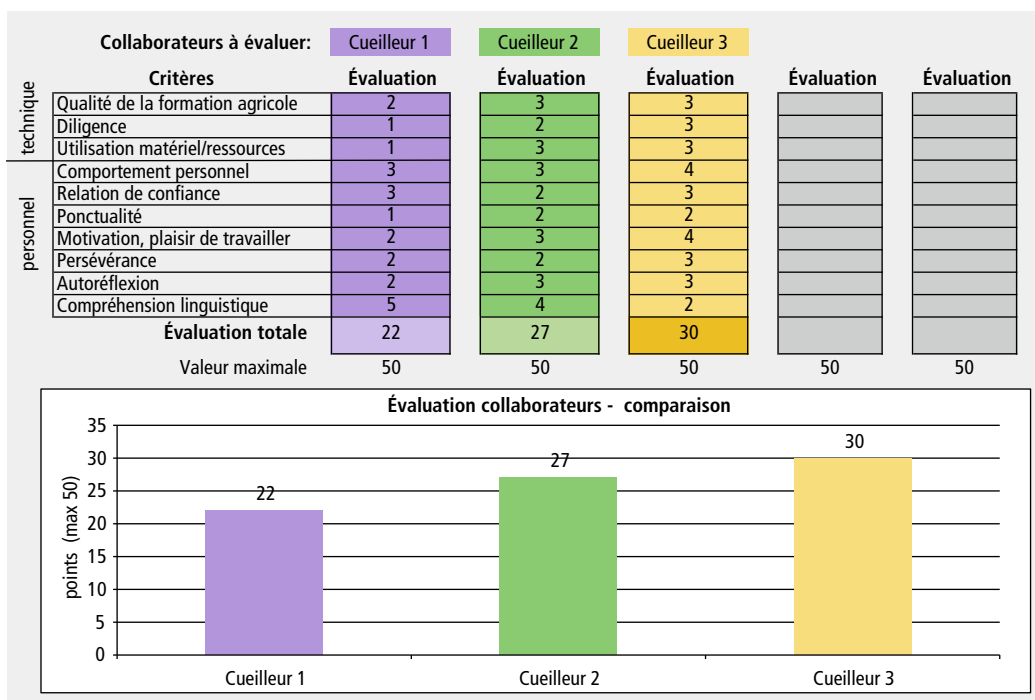 Collaborateurs à évaluer: Cueilleur 1 Cueilleur 2 Cueilleur 3
Critères Évaluation Évaluation Évaluation Évaluation Évaluation
technique
Qualité de la formation agricole 2 3 3
Diligence 1 2 3
Utilisation matériel/ressources 1 3 3
personnel
Comportement personnel 3 3 4
Relation de confiance 3 2 3
Ponctualité 1 2 2
Motivation, plaisir de travailler 2 3 4
Persévérance 2 2 3
Autoréflexion 2 3 3
Compréhension linguistique 5 4 2
Évaluation totale 22 27 30
Valeur maximale 50 50 50 50 50
Évaluation collaborateurs - comparaison
points (max 50)
35
30
25
20
15
10
5
0
22
27
30
Cueilleur 1 Cueilleur 2 Cueilleur 3